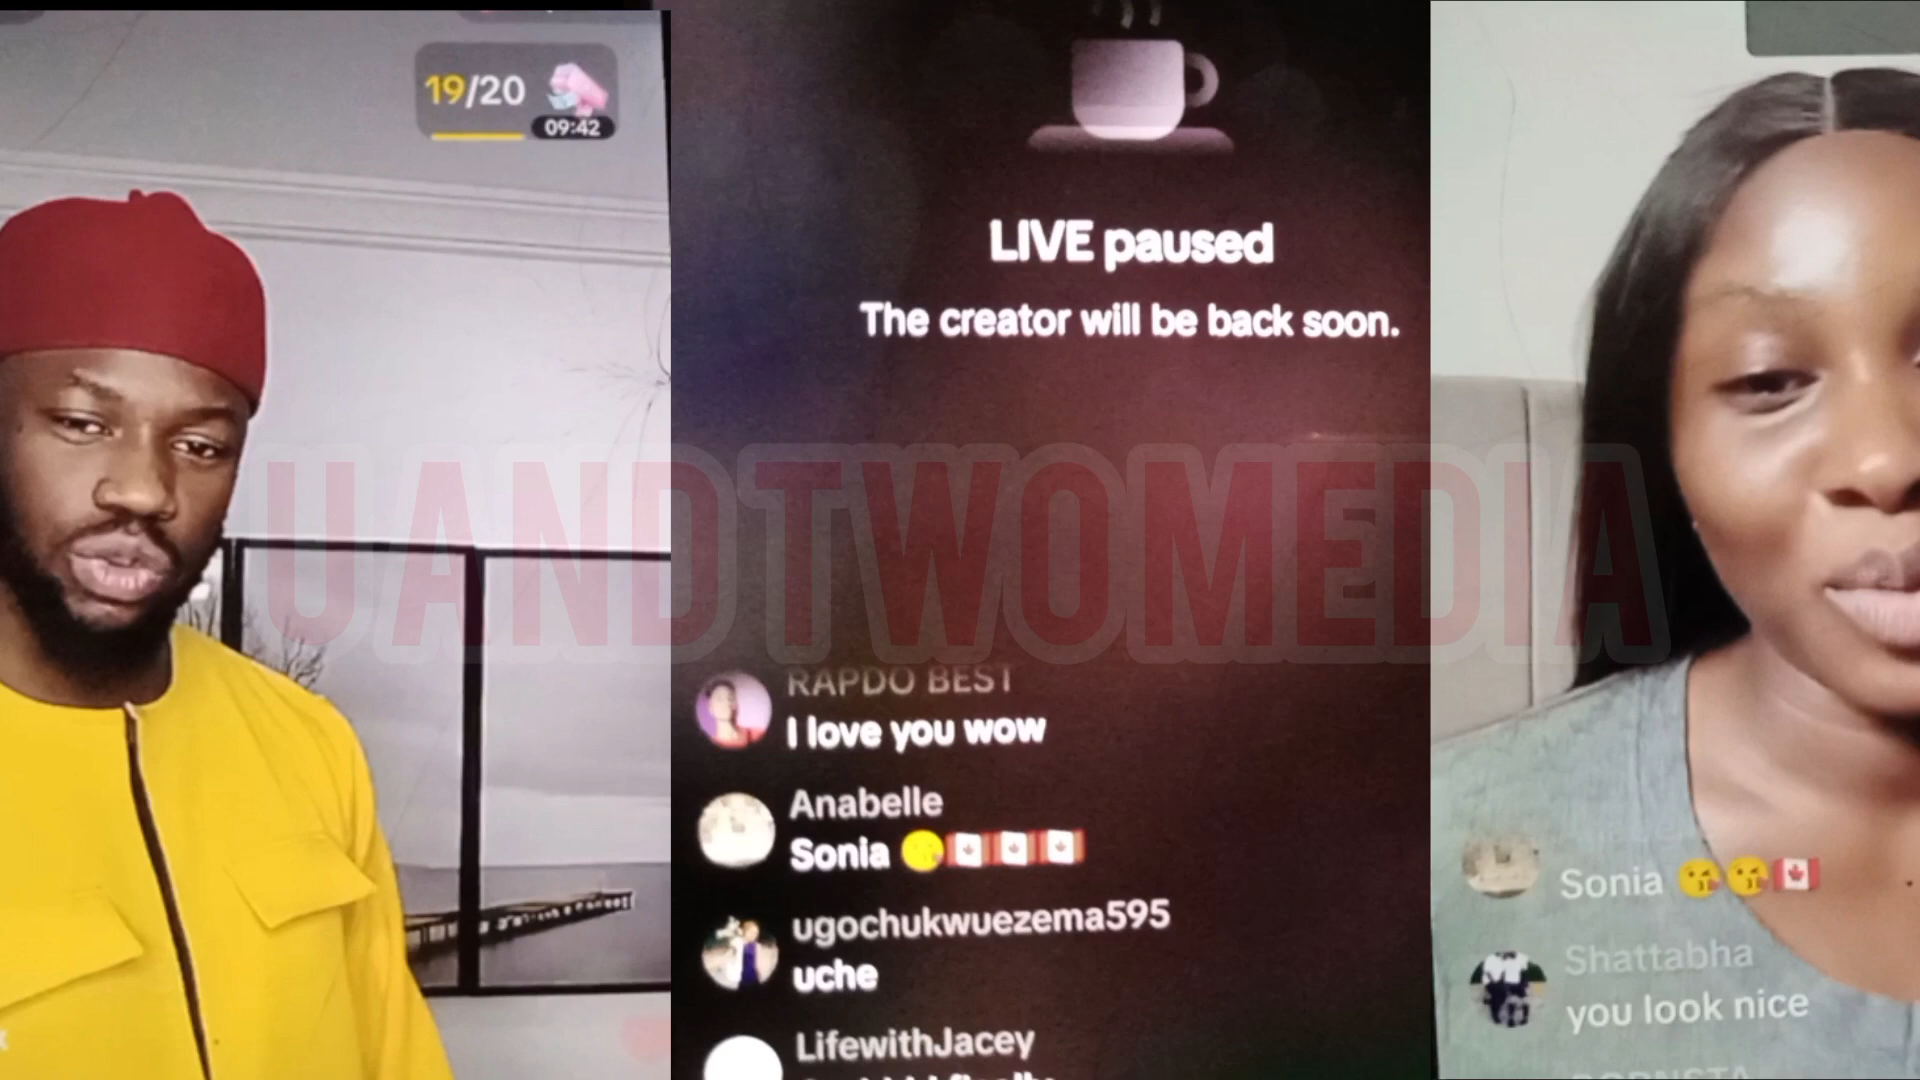 19/20
09:42
LIVE paused
The creator will be back soon.
UANDTWOMEDIA
RAPDO BEST
I love you wow
Anabelle
Sonia
ugochukwuezema595
uche
LifewithJacey
Sonia
Shattabha
you look nice